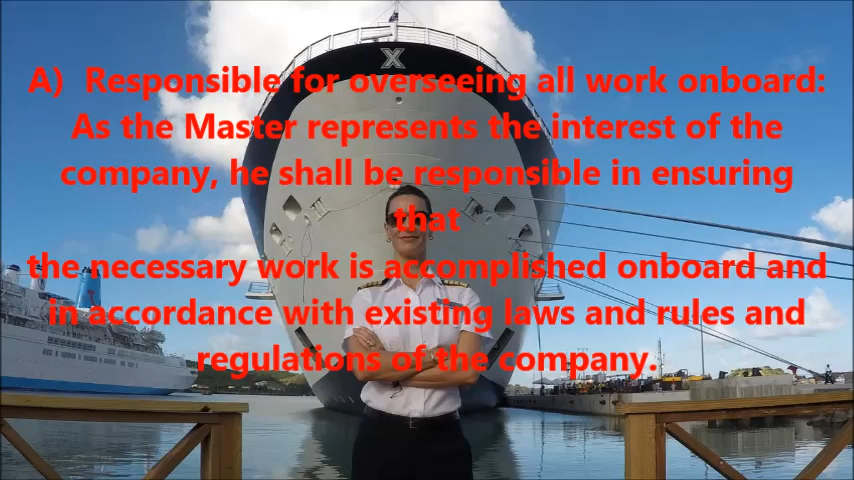 X
A) Responsible for overseeing all work onboard:
As the Master represents the interest of the
company, he shall be responsible in ensuring
that
the necessary work is accomplished onboard and
in accordance with existing laws and rules and
regulations of the company.